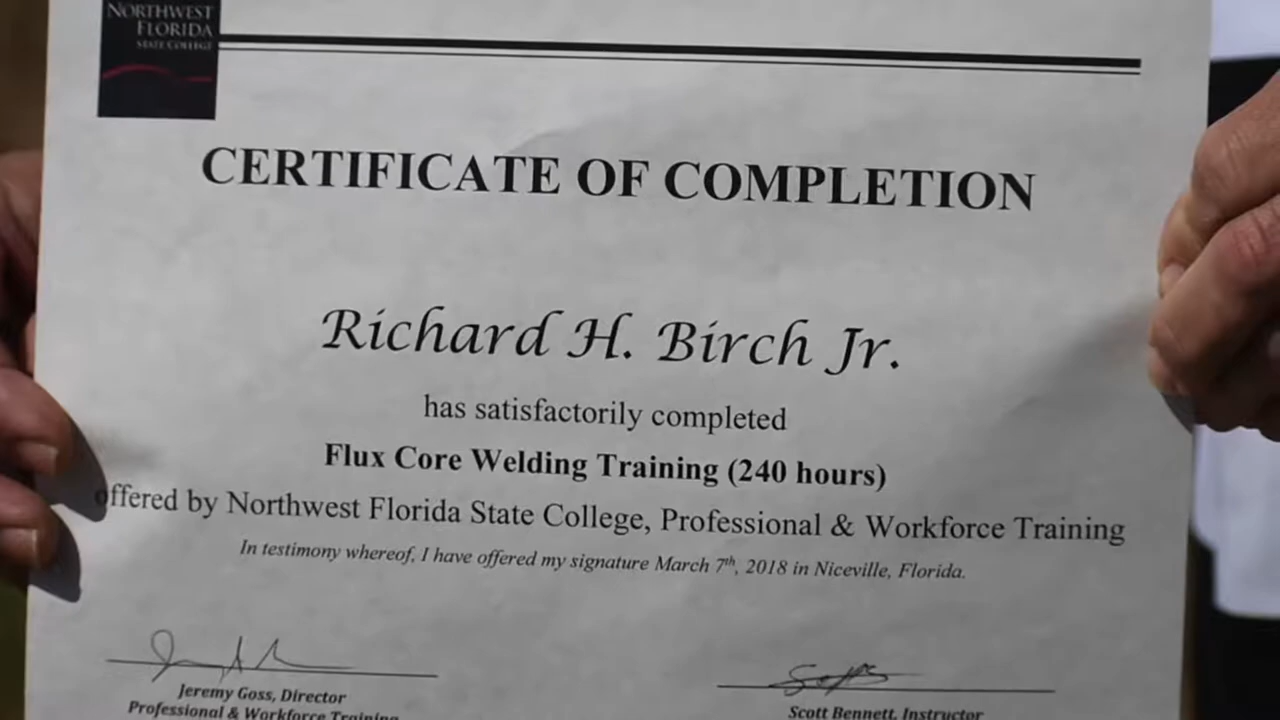 NORTHWEST
FLORIDA
STATE COLLEGE
CERTIFICATE OF COMPLETION
Richard H. Birch Jr.
has satisfactorily completed
Flux Core Welding Training (240 hours)
offered by Northwest Florida State College, Professional & Workforce Training
In testimony whereof, I have offered my signature March 7th, 2018 in Niceville, Florida.
Jeremy Goss, Director
Scott Bennett, Instructor
Professional & Workforce Training